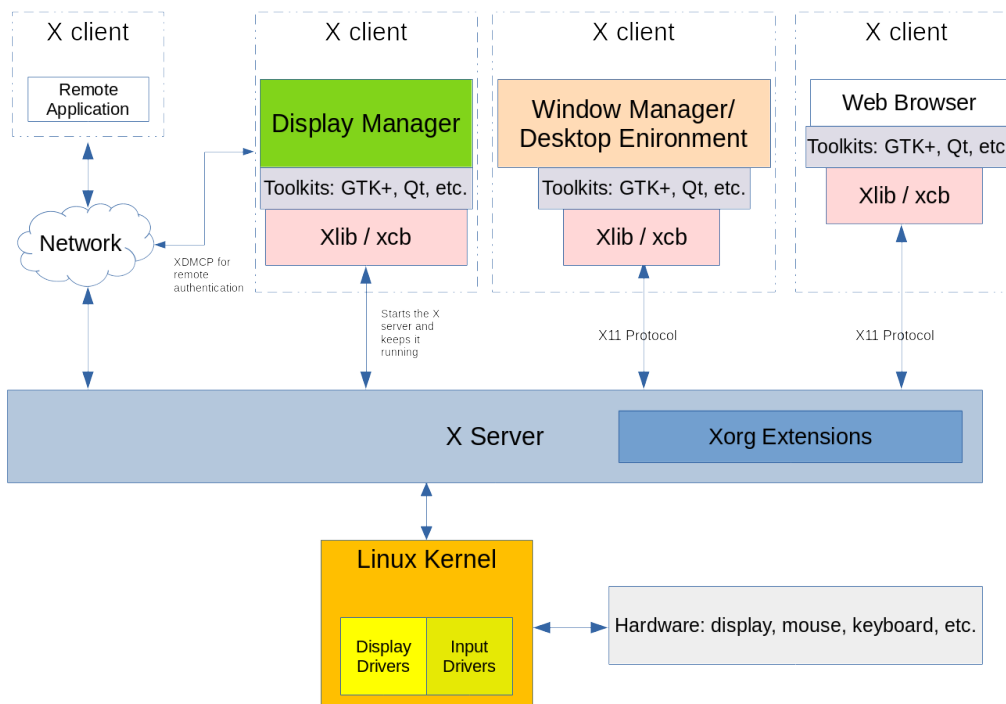 X client
X client
X client
X client
Remote
Application
Display Manager
Window Manager/
Desktop Enironment
Web Browser
Toolkits: GTK+, Qt, etc.
Toolkits: GTK+, Qt, etc.
Toolkits: GTK+, Qt, etc
Xlib / xcb
Xlib / xcb
Xlib / xcb
Network
XDMCP for
remote
authentication
Starts the X
server and
keeps it
running
X11 Protocol
X11 Protocol
X Server
Xorg Extensions
Linux Kernel
Display
Drivers
Input
Drivers
Hardware: display, mouse, keyboard, etc.